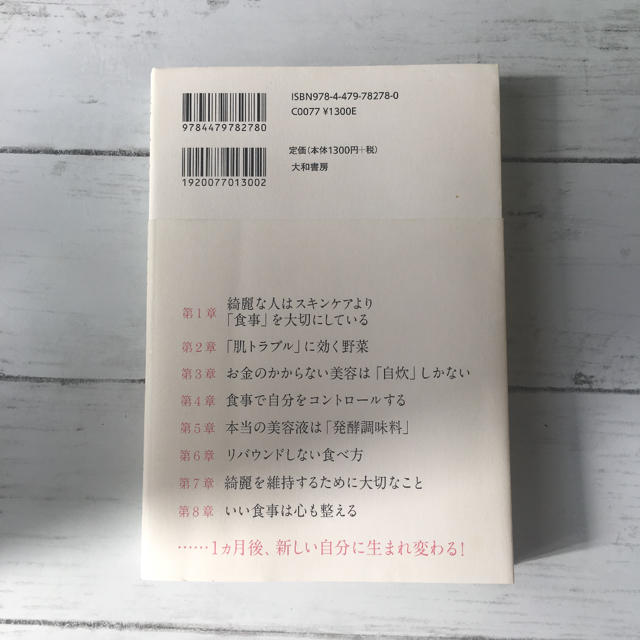 ISBN978-4-479-78278-0
C0077 ¥1300E
9784479782780
定価(本体1300円+税)
大和書房
1920077013002
第1章 綺麗な人はスキンケアより
「食事」を大切にしている
第2章 「肌トラブル」に効く野菜
第3章 お金のかからない美容は「自炊」しかない
第4章 食事で自分をコントロールする
第5章 本当の美容液は「発酵調味料」
第6章 リバウンドしない食べ方
第7章 綺麗を維持するために大切なこと
第8章 いい食事は心も整える
……1ヵ月後、新しい自分に生まれ変わる!